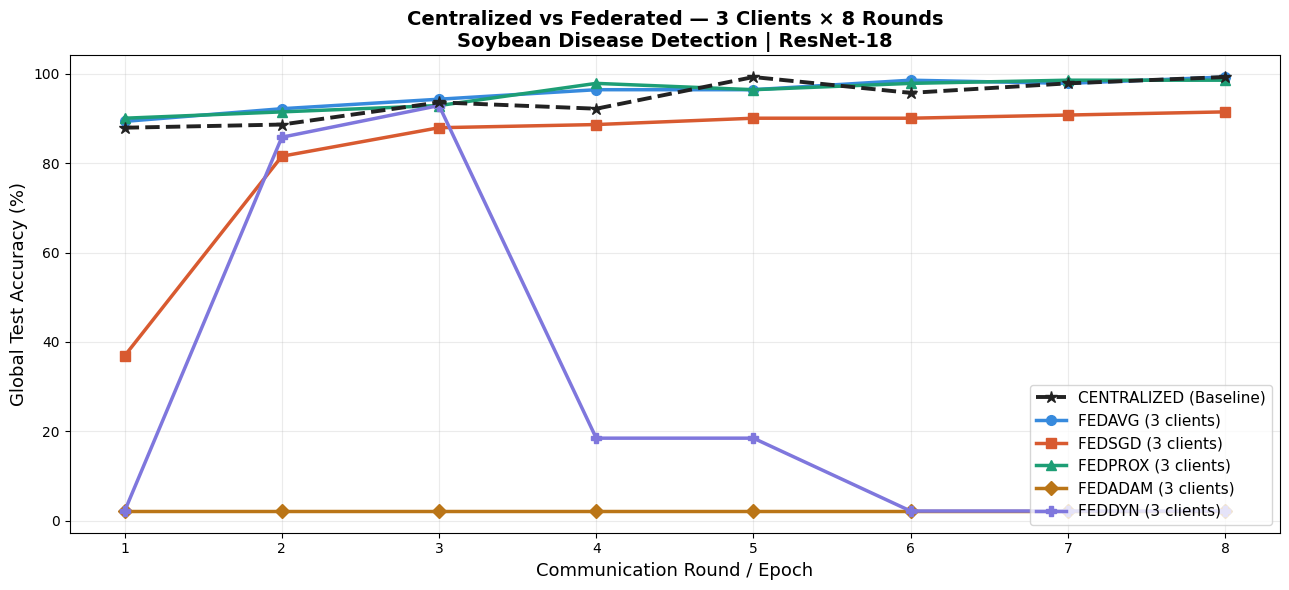 Centralized vs Federated — 3 Clients × 8 Rounds
Soybean Disease Detection | ResNet-18
Global Test Accuracy (%)
100
80
60
40
20
0
CENTRALIZED (Baseline)
FEDAVG (3 clients)
FEDSGD (3 clients)
FEDPROX (3 clients)
FEDADAM (3 clients)
FEDDYN (3 clients)
1 2 3 4 5 6 7 8
Communication Round / Epoch